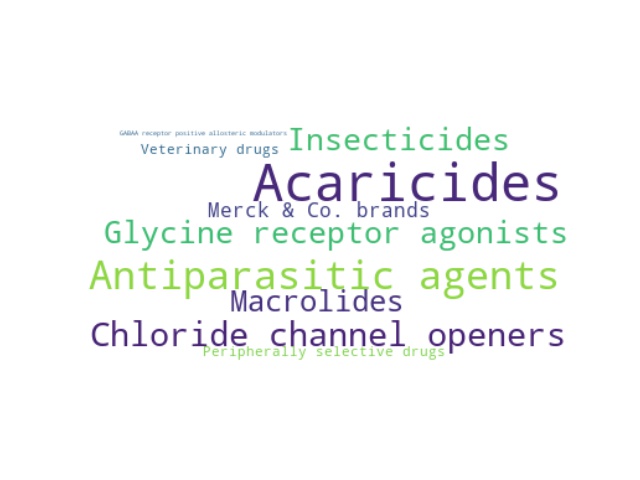 GABAA receptor positive allosteric modulators
Insecticides
Veterinary drugs
Acaricides
Merck & Co. brands
Glycine receptor agonists
Antiparasitic agents
Macrolides
Chloride channel openers
Peripherally selective drugs